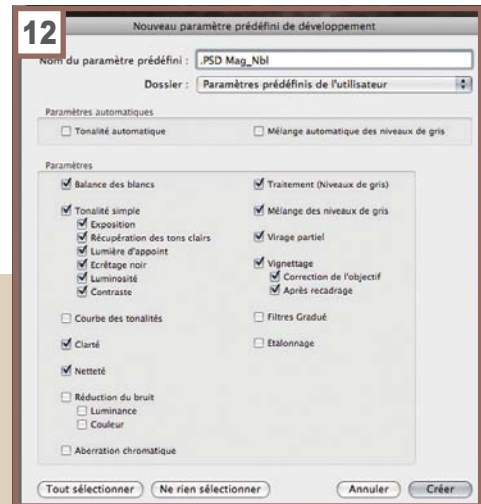 12
Nouveau paramètre prédéfini de développement
Nom du paramètre prédéfini : .PSD Mag_Nbl
Dossier : Paramètres prédéfinis de l'utilisateur
Paramètres automatiques
Tonalité automatique
Mélange automatique des niveaux de gris
Paramètres
Balance des blancs
Traitement (Niveaux de gris)
Tonalité simple
Mélange des niveaux de gris
Exposition
Récupération des tons clairs
Virage partiel
Lumière d'appoint
Ecrêtage noir
Vignettage
Luminosité
Correction de l'objectif
Contraste
Après recadrage
Courbe des tonalités
Filtres Gradué
Clarté
Etalonnage
Netteté
Réduction du bruit
Luminance
Couleur
Aberration chromatique
Tout sélectionner Ne rien sélectionner Annuler Créer